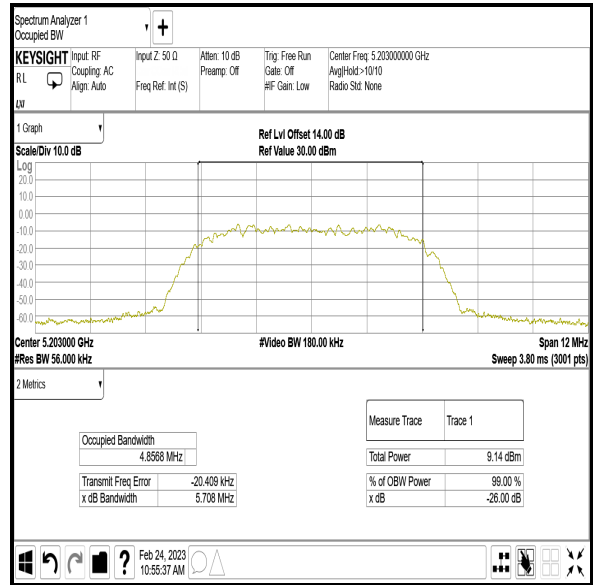 Spectrum Analyzer 1
Occupied BW
KEYSIGHT Input: RF Input Z: 50 Ω Atten: 10 dB Trig: Free Run Center Freq: 5.203000000 GHz
R L Coupling: AC Preamp: Off Gate: Off Avg|Hold:>10/10
Align: Auto Freq Ref: Int (S) #IF Gain: Low Radio Std: None
LXI
1 Graph
Ref Lvl Offset 14.00 dB
Scale/Div 10.0 dB Ref Value 30.00 dBm
Log
20.0
10.0
0.00
-10.0
-20.0
-30.0
-40.0
-50.0
-60.0
Center 5.203000 GHz #Video BW 180.00 kHz Span 12 MHz
#Res BW 56.000 kHz Sweep 3.80 ms (3001 pts)
2 Metrics
Measure Trace Trace 1
Occupied Bandwidth
4.8568 MHz Total Power 9.14 dBm
Transmit Freq Error -20.409 kHz % of OBW Power 99.00 %
x dB Bandwidth 5.708 MHz x dB -26.00 dB
? Feb 24, 2023
10:55:37 AM